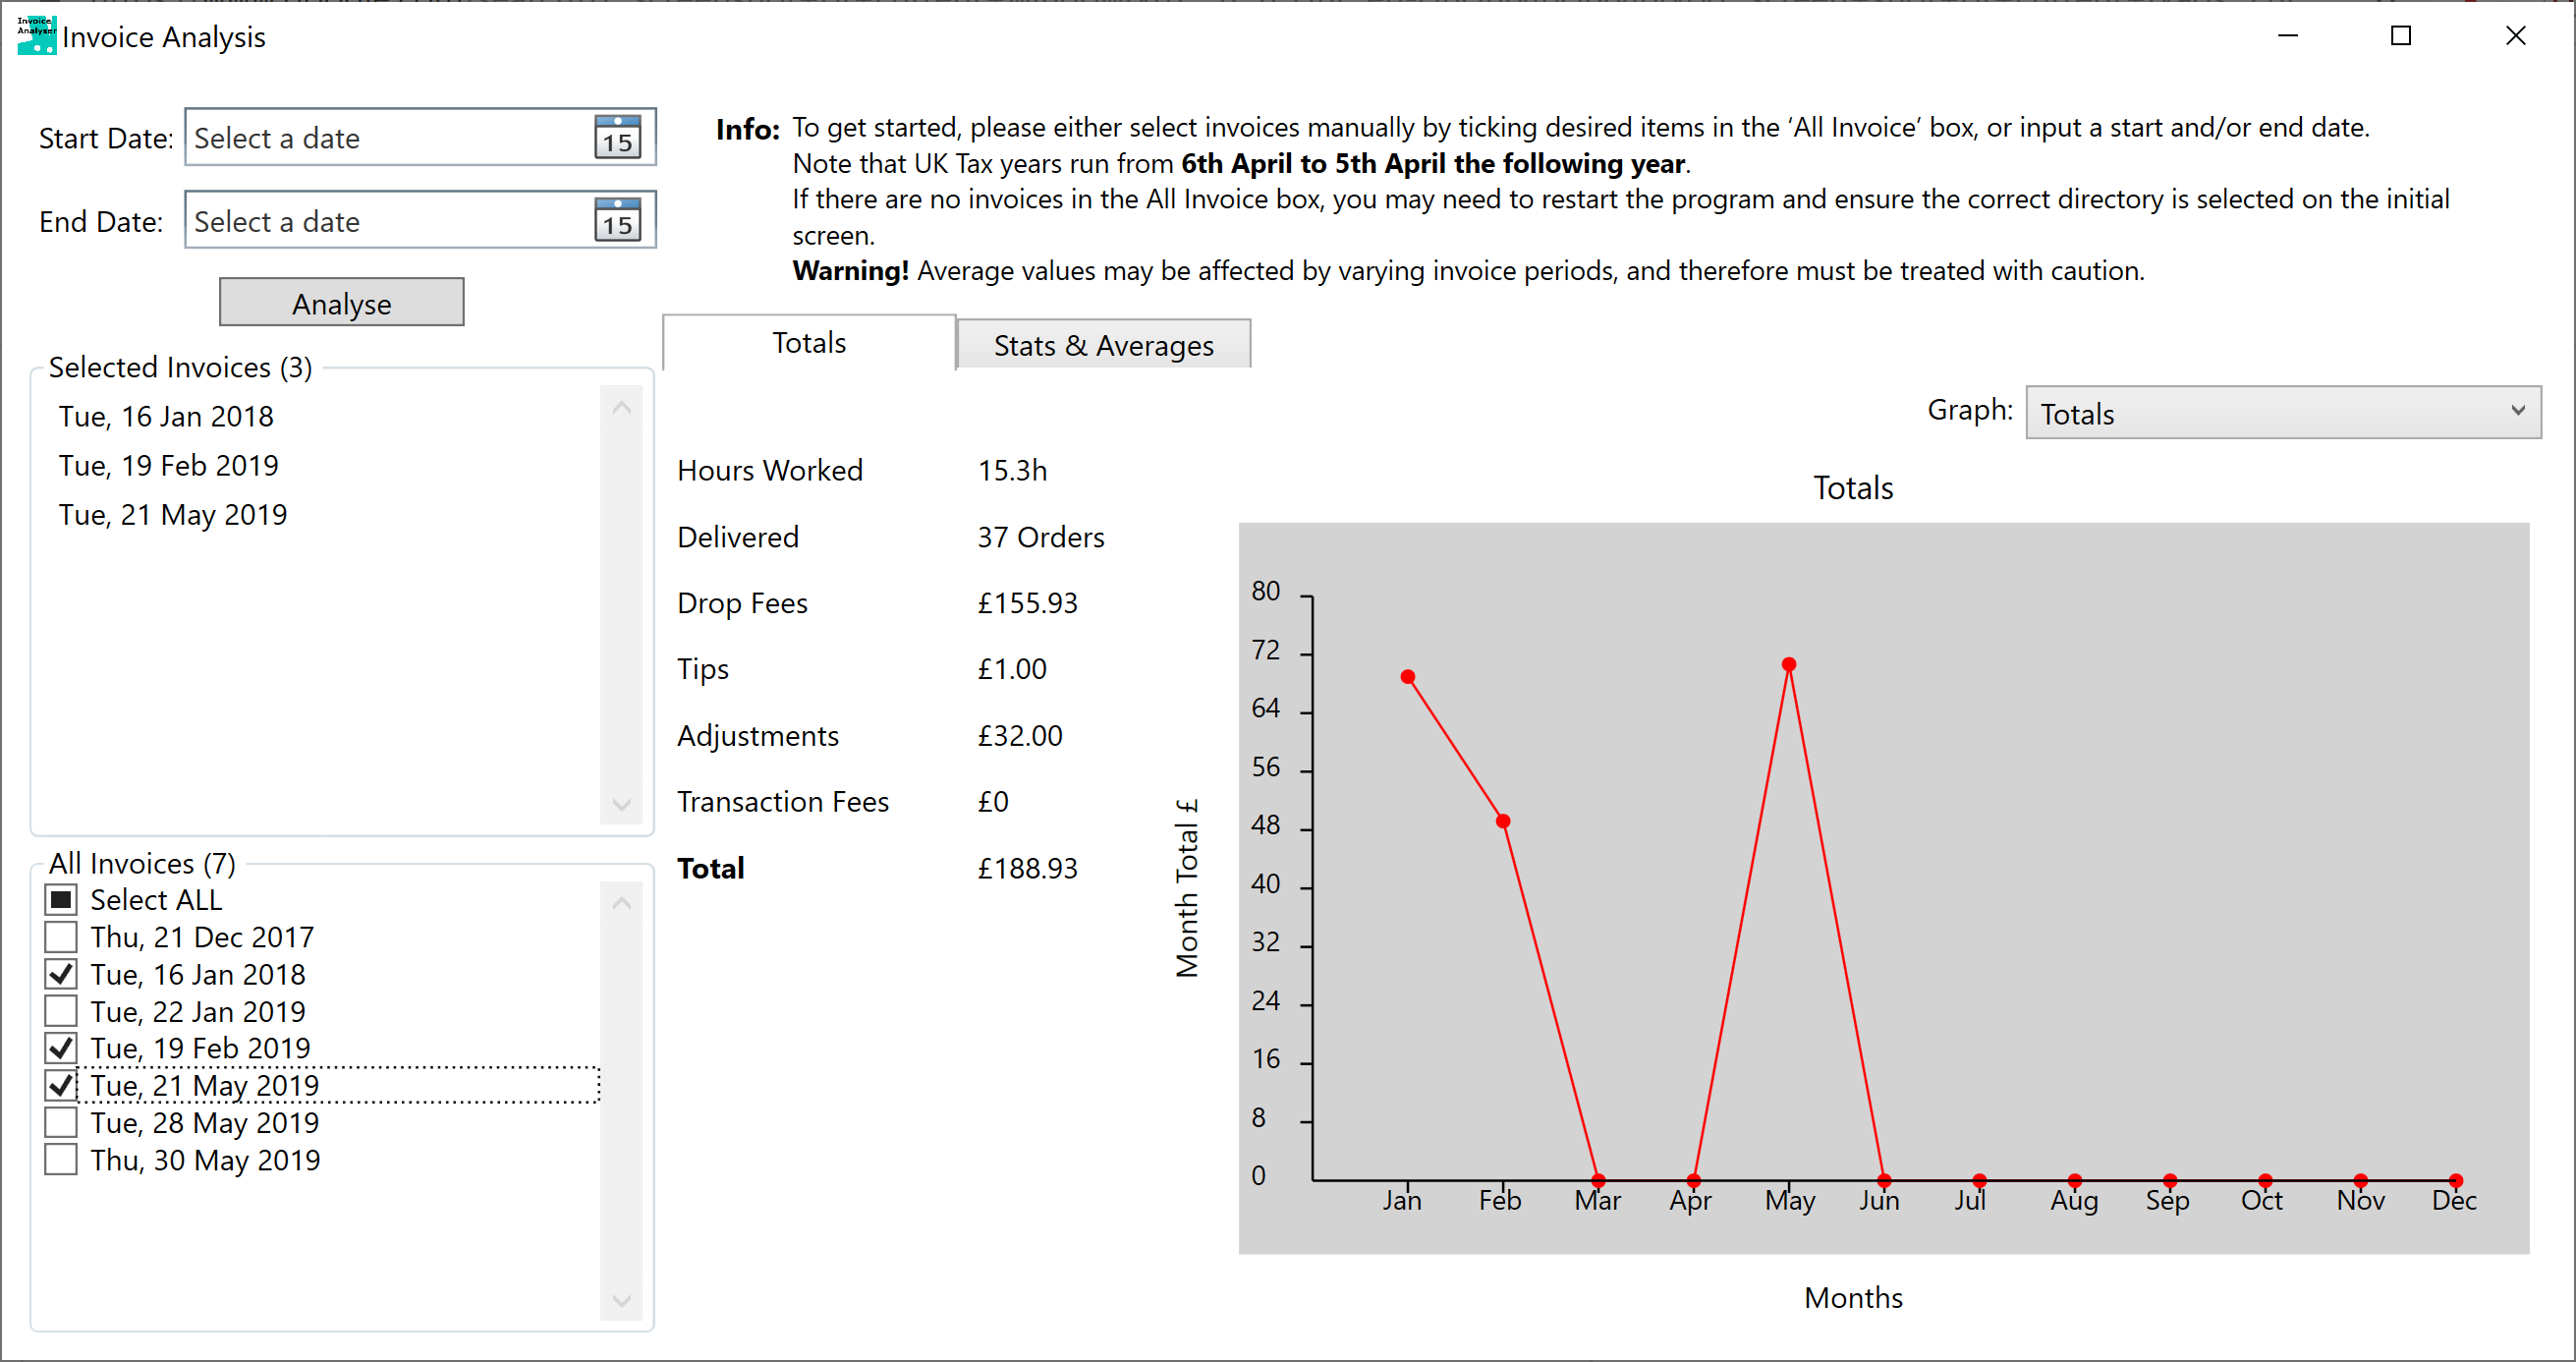 Invoice
Analyser
Invoice Analysis
Start Date:
Select a date
15
End Date:
Select a date
15
Analyse
Info:
To get started, please either select invoices manually by ticking desired items in the ‘All Invoice’ box, or input a start and/or end date.
Note that UK Tax years run from 6th April to 5th April the following year.
If there are no invoices in the All Invoice box, you may need to restart the program and ensure the correct directory is selected on the initial
screen.
Warning! Average values may be affected by varying invoice periods, and therefore must be treated with caution.
Selected Invoices (3)
Tue, 16 Jan 2018
Tue, 19 Feb 2019
Tue, 21 May 2019
All Invoices (7)
Select ALL
Thu, 21 Dec 2017
Tue, 16 Jan 2018
Tue, 22 Jan 2019
Tue, 19 Feb 2019
Tue, 21 May 2019
Tue, 28 May 2019
Thu, 30 May 2019
Totals
Stats & Averages
Hours Worked 15.3h
Delivered 37 Orders
Drop Fees £155.93
Tips £1.00
Adjustments £32.00
Transaction Fees £0
Total £188.93
Graph:
Totals
Totals
Month Total £
80
72
64
56
48
40
32
24
16
8
0
Jan Feb Mar Apr May Jun Jul Aug Sep Oct Nov Dec
Months